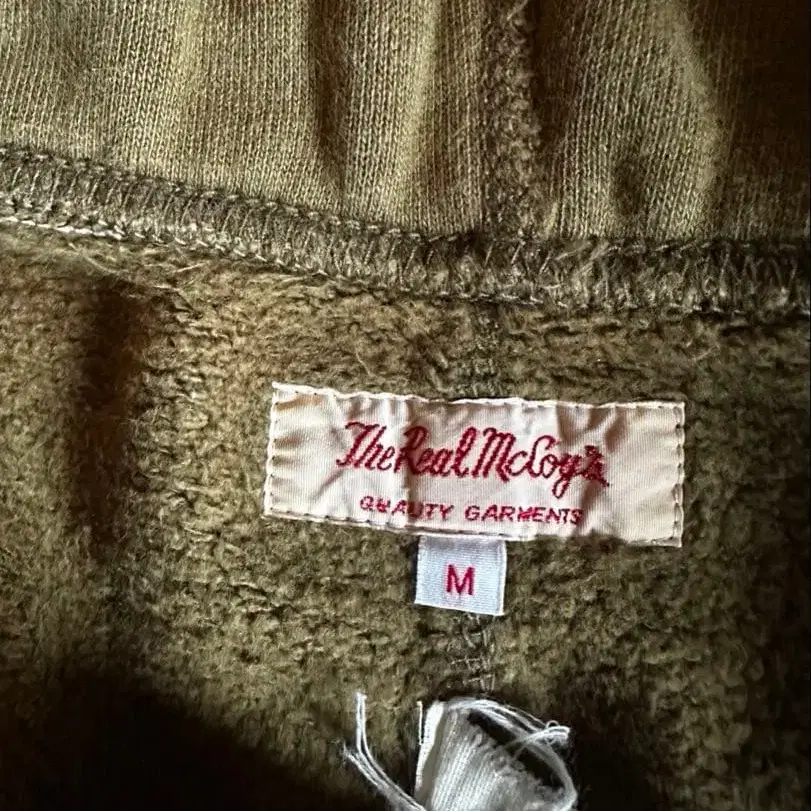 The Real McCoy's
QUALITY GARMENTS
M